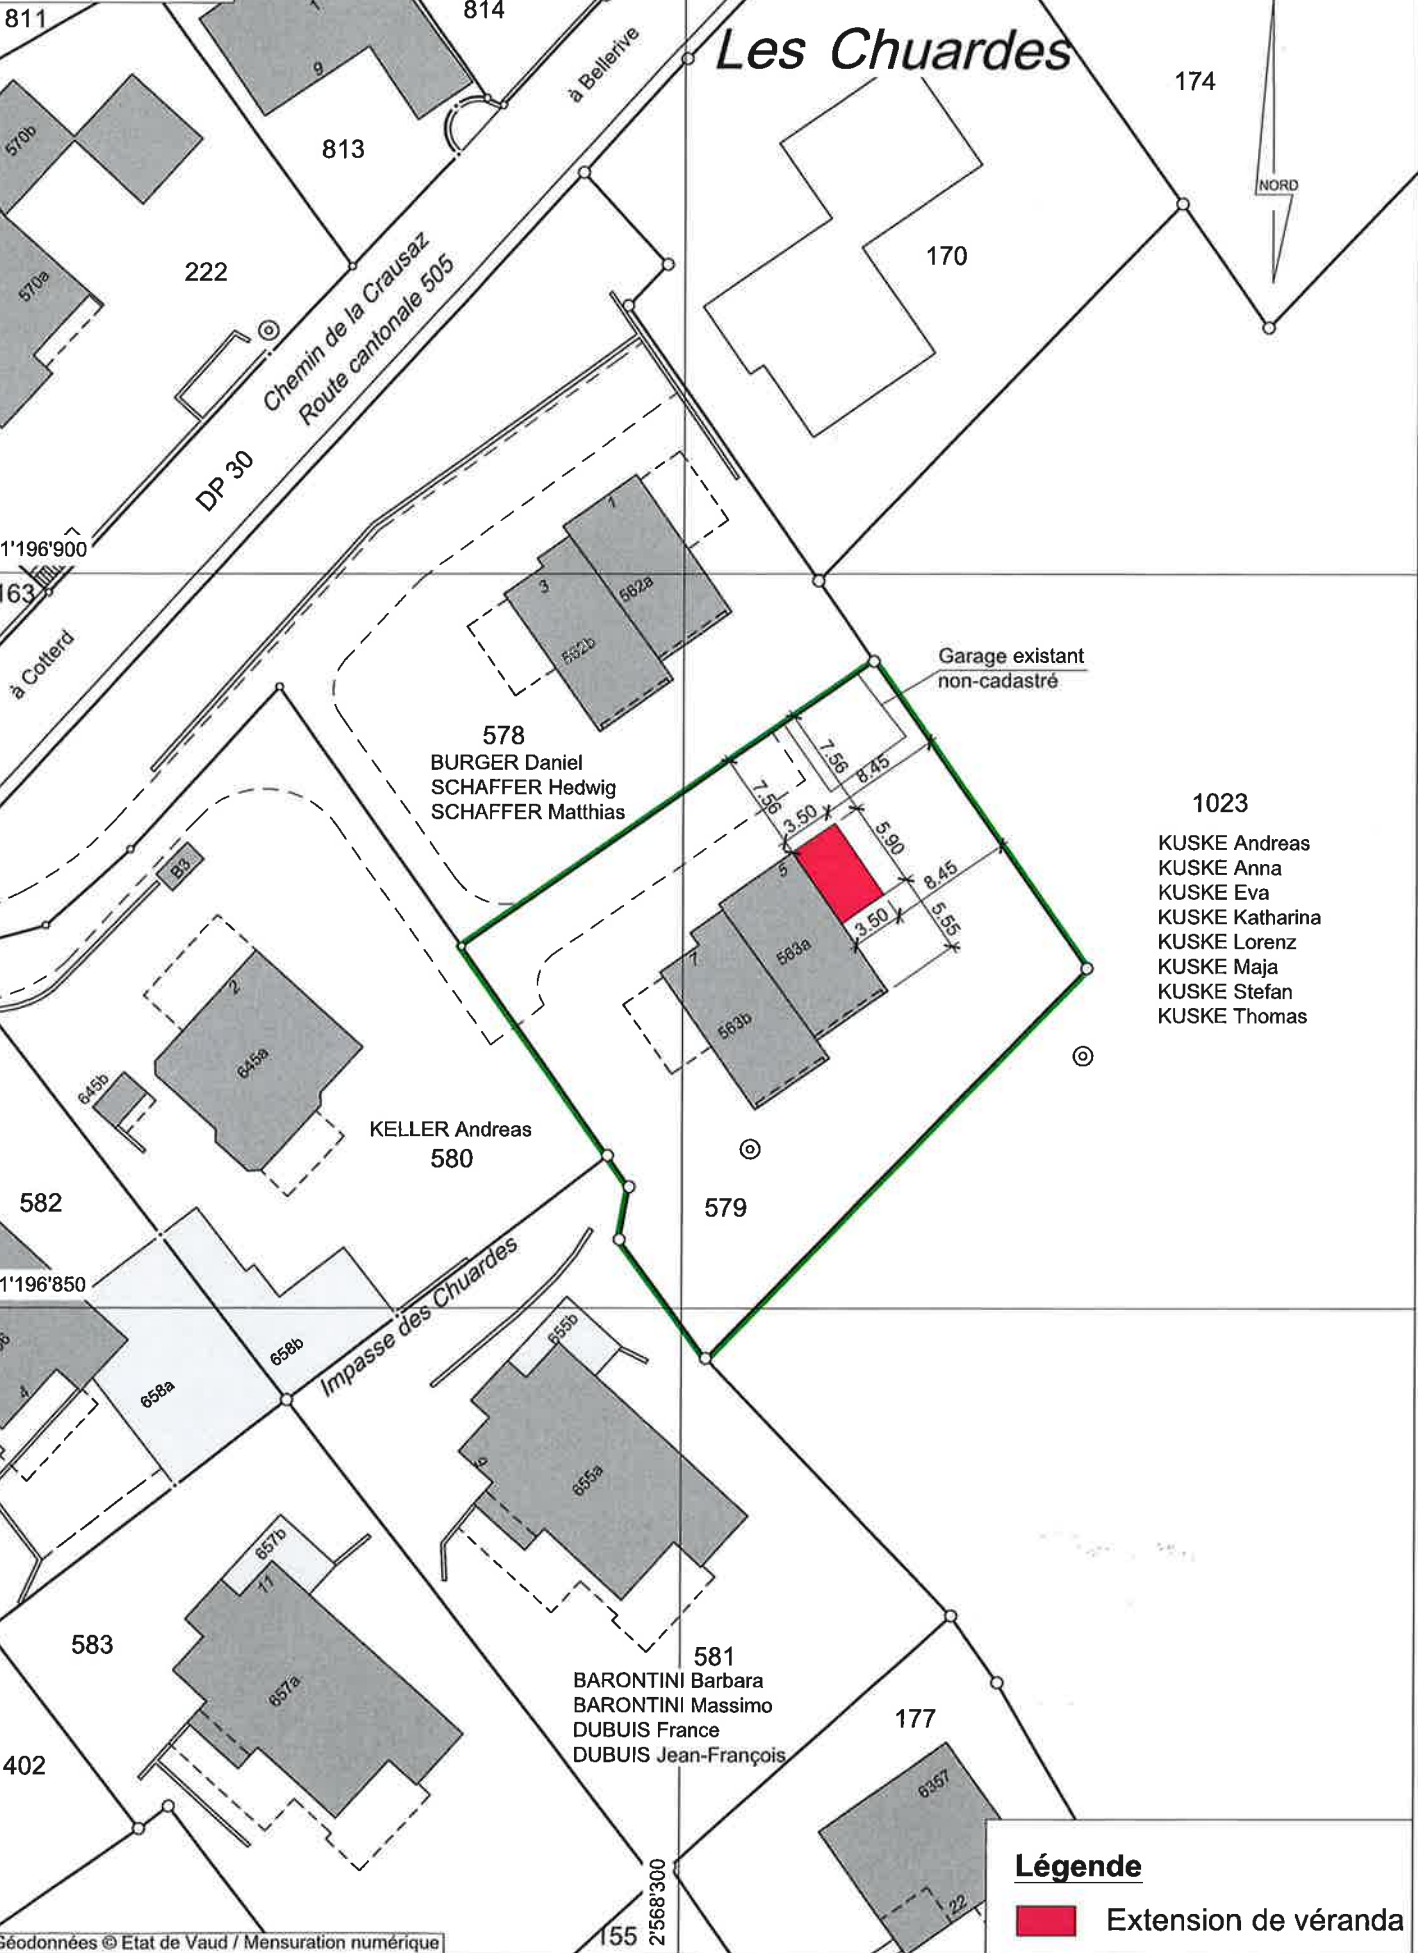 811
814
Les Chuardes
174
9
à Bellerive
570b
813
NORD
222
570a
170
Chemin de la Crausaz
Route cantonale 505
DP 30
1
1'196'900
3
562a
163
562b
à Cotterd
Garage existant
non-cadastré
578
BURGER Daniel
SCHAFFER Hedwig
SCHAFFER Matthias
7.56
8.45
7.56
3.50
5.90
1023
KUSKE Andreas
KUSKE Anna
KUSKE Eva
KUSKE Katharina
KUSKE Lorenz
KUSKE Maja
KUSKE Stefan
KUSKE Thomas
B3
5
8.45
3.50
5.55
563a
7
563b
2
645a
645b
KELLER Andreas
580
582
579
1'196'850
Impasse des Chuardes
658b
658a
4
655b
655a
657b
11
657a
583
581
BARONTINI Barbara
BARONTINI Massimo
DUBUIS France
DUBUIS Jean-François
177
402
6357
22
155
2'568'300
Légende
Extension de véranda
Géodonnées © Etat de Vaud / Mensuration numérique